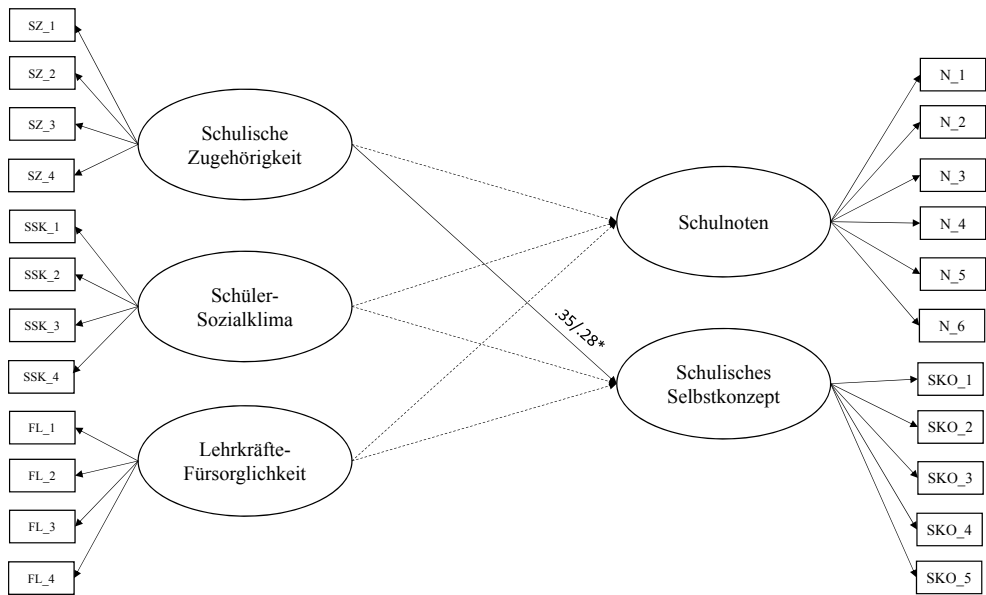 SZ_1
SZ_2
SZ_3
SZ_4
SSK_1
SSK_2
SSK_3
SSK_4
FL_1
FL_2
FL_3
FL_4
Schulische
Zugehörigkeit
Schüler-
Sozialklima
Lehrkräfte-
Fürsorglichkeit
.35/.28*
Schulnoten
Schulisches
Selbstkonzept
N_1
N_2
N_3
N_4
N_5
N_6
SKO_1
SKO_2
SKO_3
SKO_4
SKO_5